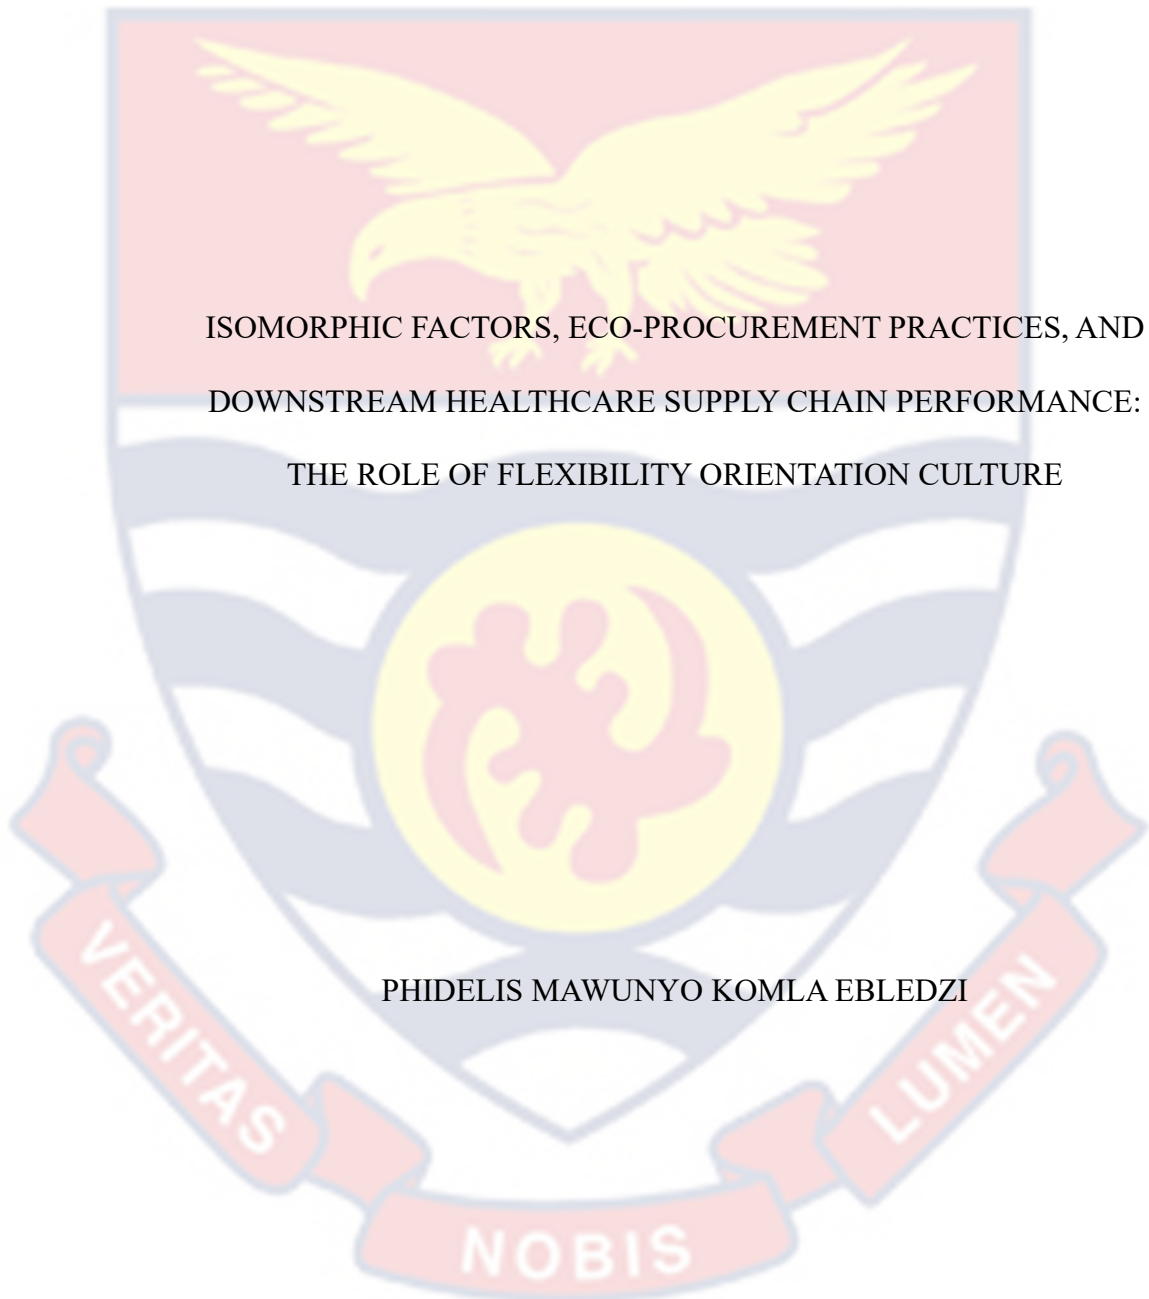 ISOMORPHIC FACTORS, ECO-PROCUREMENT PRACTICES, AND
DOWNSTREAM HEALTHCARE SUPPLY CHAIN PERFORMANCE:
THE ROLE OF FLEXIBILITY ORIENTATION CULTURE
PHIDELIS MAWUNYO KOMLA EBLEDZI
VERITAS
NOBIS
LUMEN